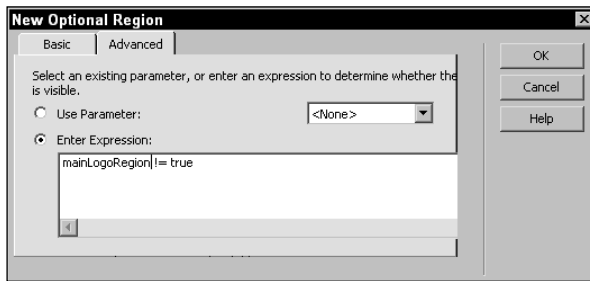 New Optional Region
Basic
Advanced
Select an existing parameter, or enter an expression to determine whether the
is visible.
Use Parameter:
<None>
Enter Expression:
mainLogoRegion != true
OK
Cancel
Help